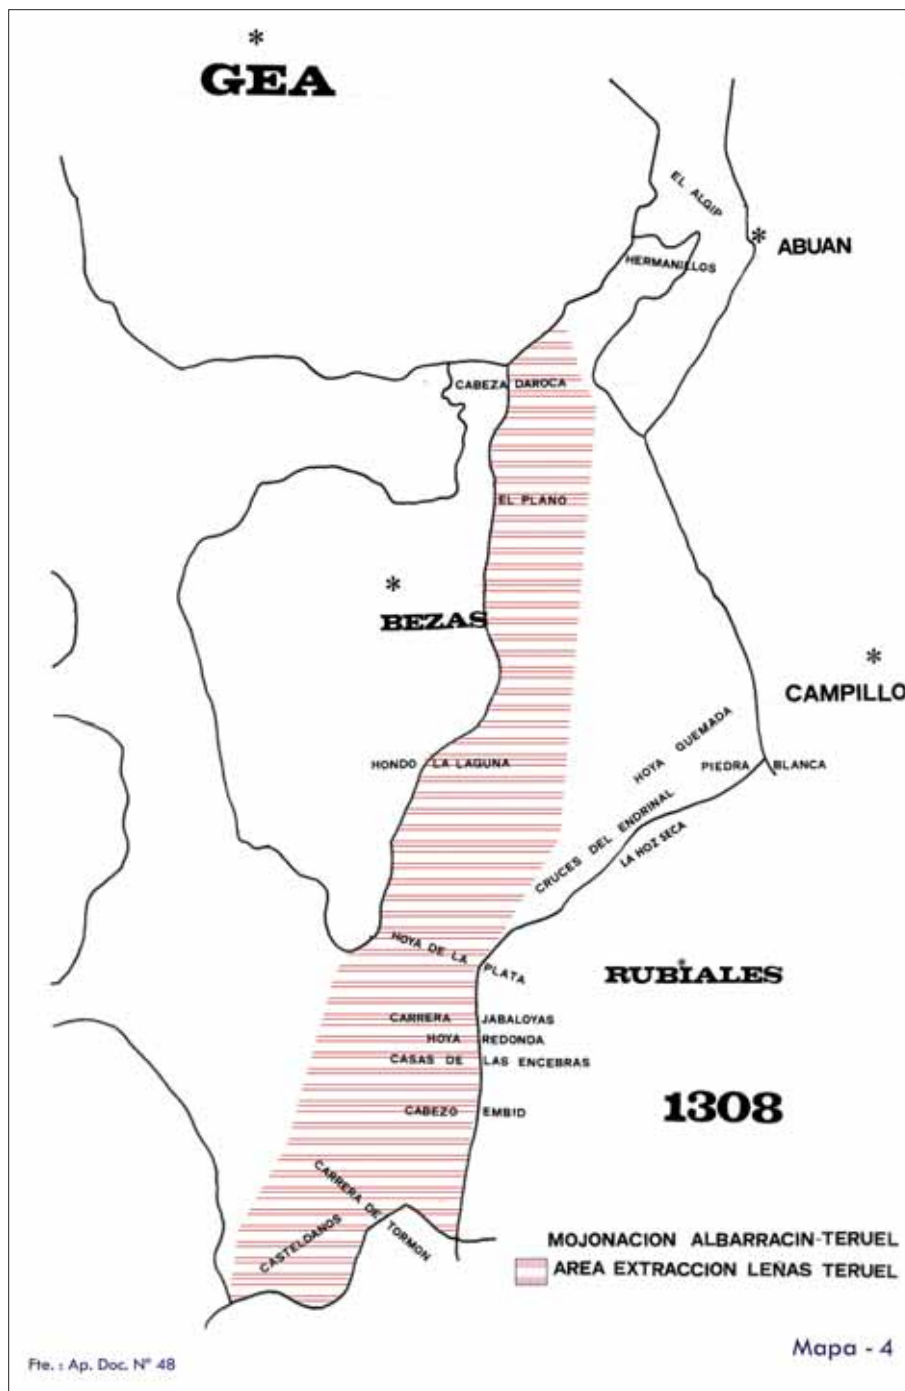 GEA
EL ALGIP
ABUAN
HERMANILLOS
CABEZA DAROCA
EL PLANO
BEZAS
CAMPILLO
HOYA QUEMADA
HONDO LA LAGUNA
PIEDRA BLANCA
CRUCES DEL ENDRINAL
LA HOZ SECA
HOYA DE LA PLATA
RUBIALES
CARRERA JABALOYAS
HOYA REDONDA
CASAS DE LAS ENCEBRAS
CABEZO EMBID
1308
CARRERA DE TORMON
CASTELDANOS
MOJONACION ALBARRACIN-TERUEL
AREA EXTRACCION LEÑAS TERUEL
Mapa - 4
Fte. : Ap. Doc. Nº 48